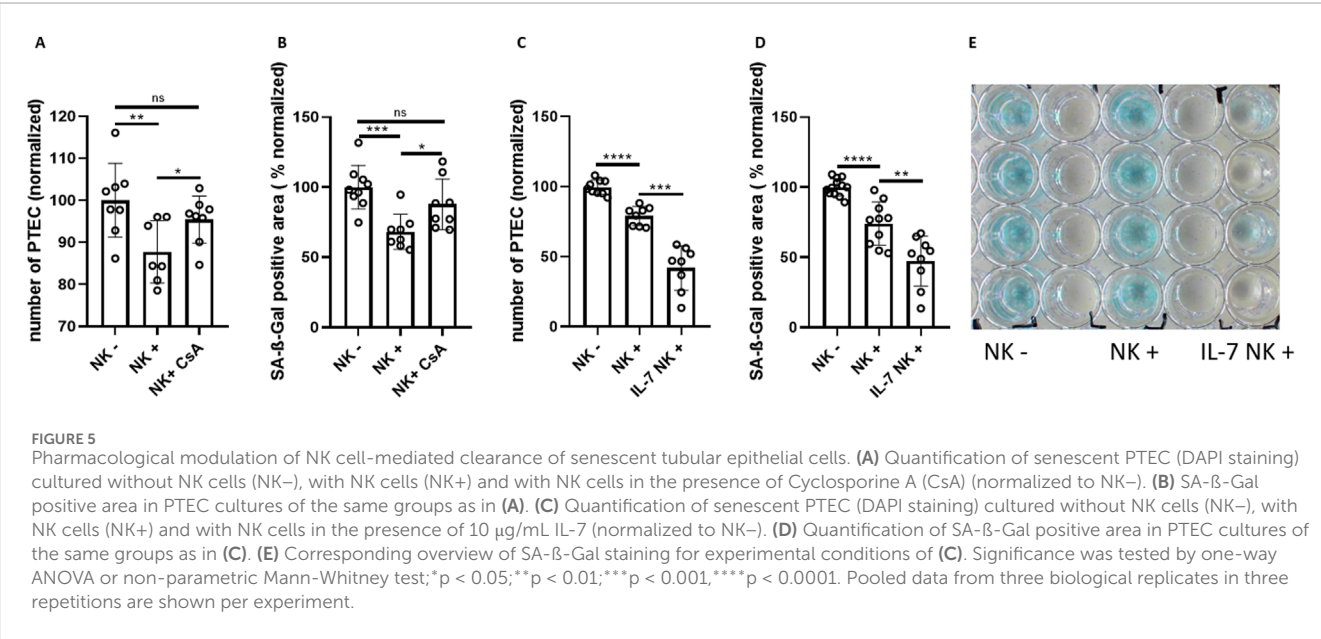 A
B
C
D
E
number of PTEC (normalized)
120
110
100
90
80
70
ns
**
*
NK -
NK +
NK+ CsA
SA-ß-Gal positive area ( % normalized)
150
100
50
0
ns
***
*
NK -
NK +
NK+ CsA
number of PTEC (normalized)
150
100
50
0
****
***
NK -
NK +
IL-7 NK +
SA-ß-Gal positive area ( % normalized)
150
100
50
0
****
**
NK -
NK +
IL-7 NK +
NK -
NK +
IL-7 NK +
FIGURE 5
Pharmacological modulation of NK cell-mediated clearance of senescent tubular epithelial cells. (A) Quantification of senescent PTEC (DAPI staining)
cultured without NK cells (NK–), with NK cells (NK+) and with NK cells in the presence of Cyclosporine A (CsA) (normalized to NK–). (B) SA-ß-Gal
positive area in PTEC cultures of the same groups as in (A). (C) Quantification of senescent PTEC (DAPI staining) cultured without NK cells (NK–), with
NK cells (NK+) and with NK cells in the presence of 10 µg/mL IL-7 (normalized to NK–). (D) Quantification of SA-ß-Gal positive area in PTEC cultures of
the same groups as in (C). (E) Corresponding overview of SA-ß-Gal staining for experimental conditions of (C). Significance was tested by one-way
ANOVA or non-parametric Mann-Whitney test;*p < 0.05;**p < 0.01;***p < 0.001,****p < 0.0001. Pooled data from three biological replicates in three
repetitions are shown per experiment.